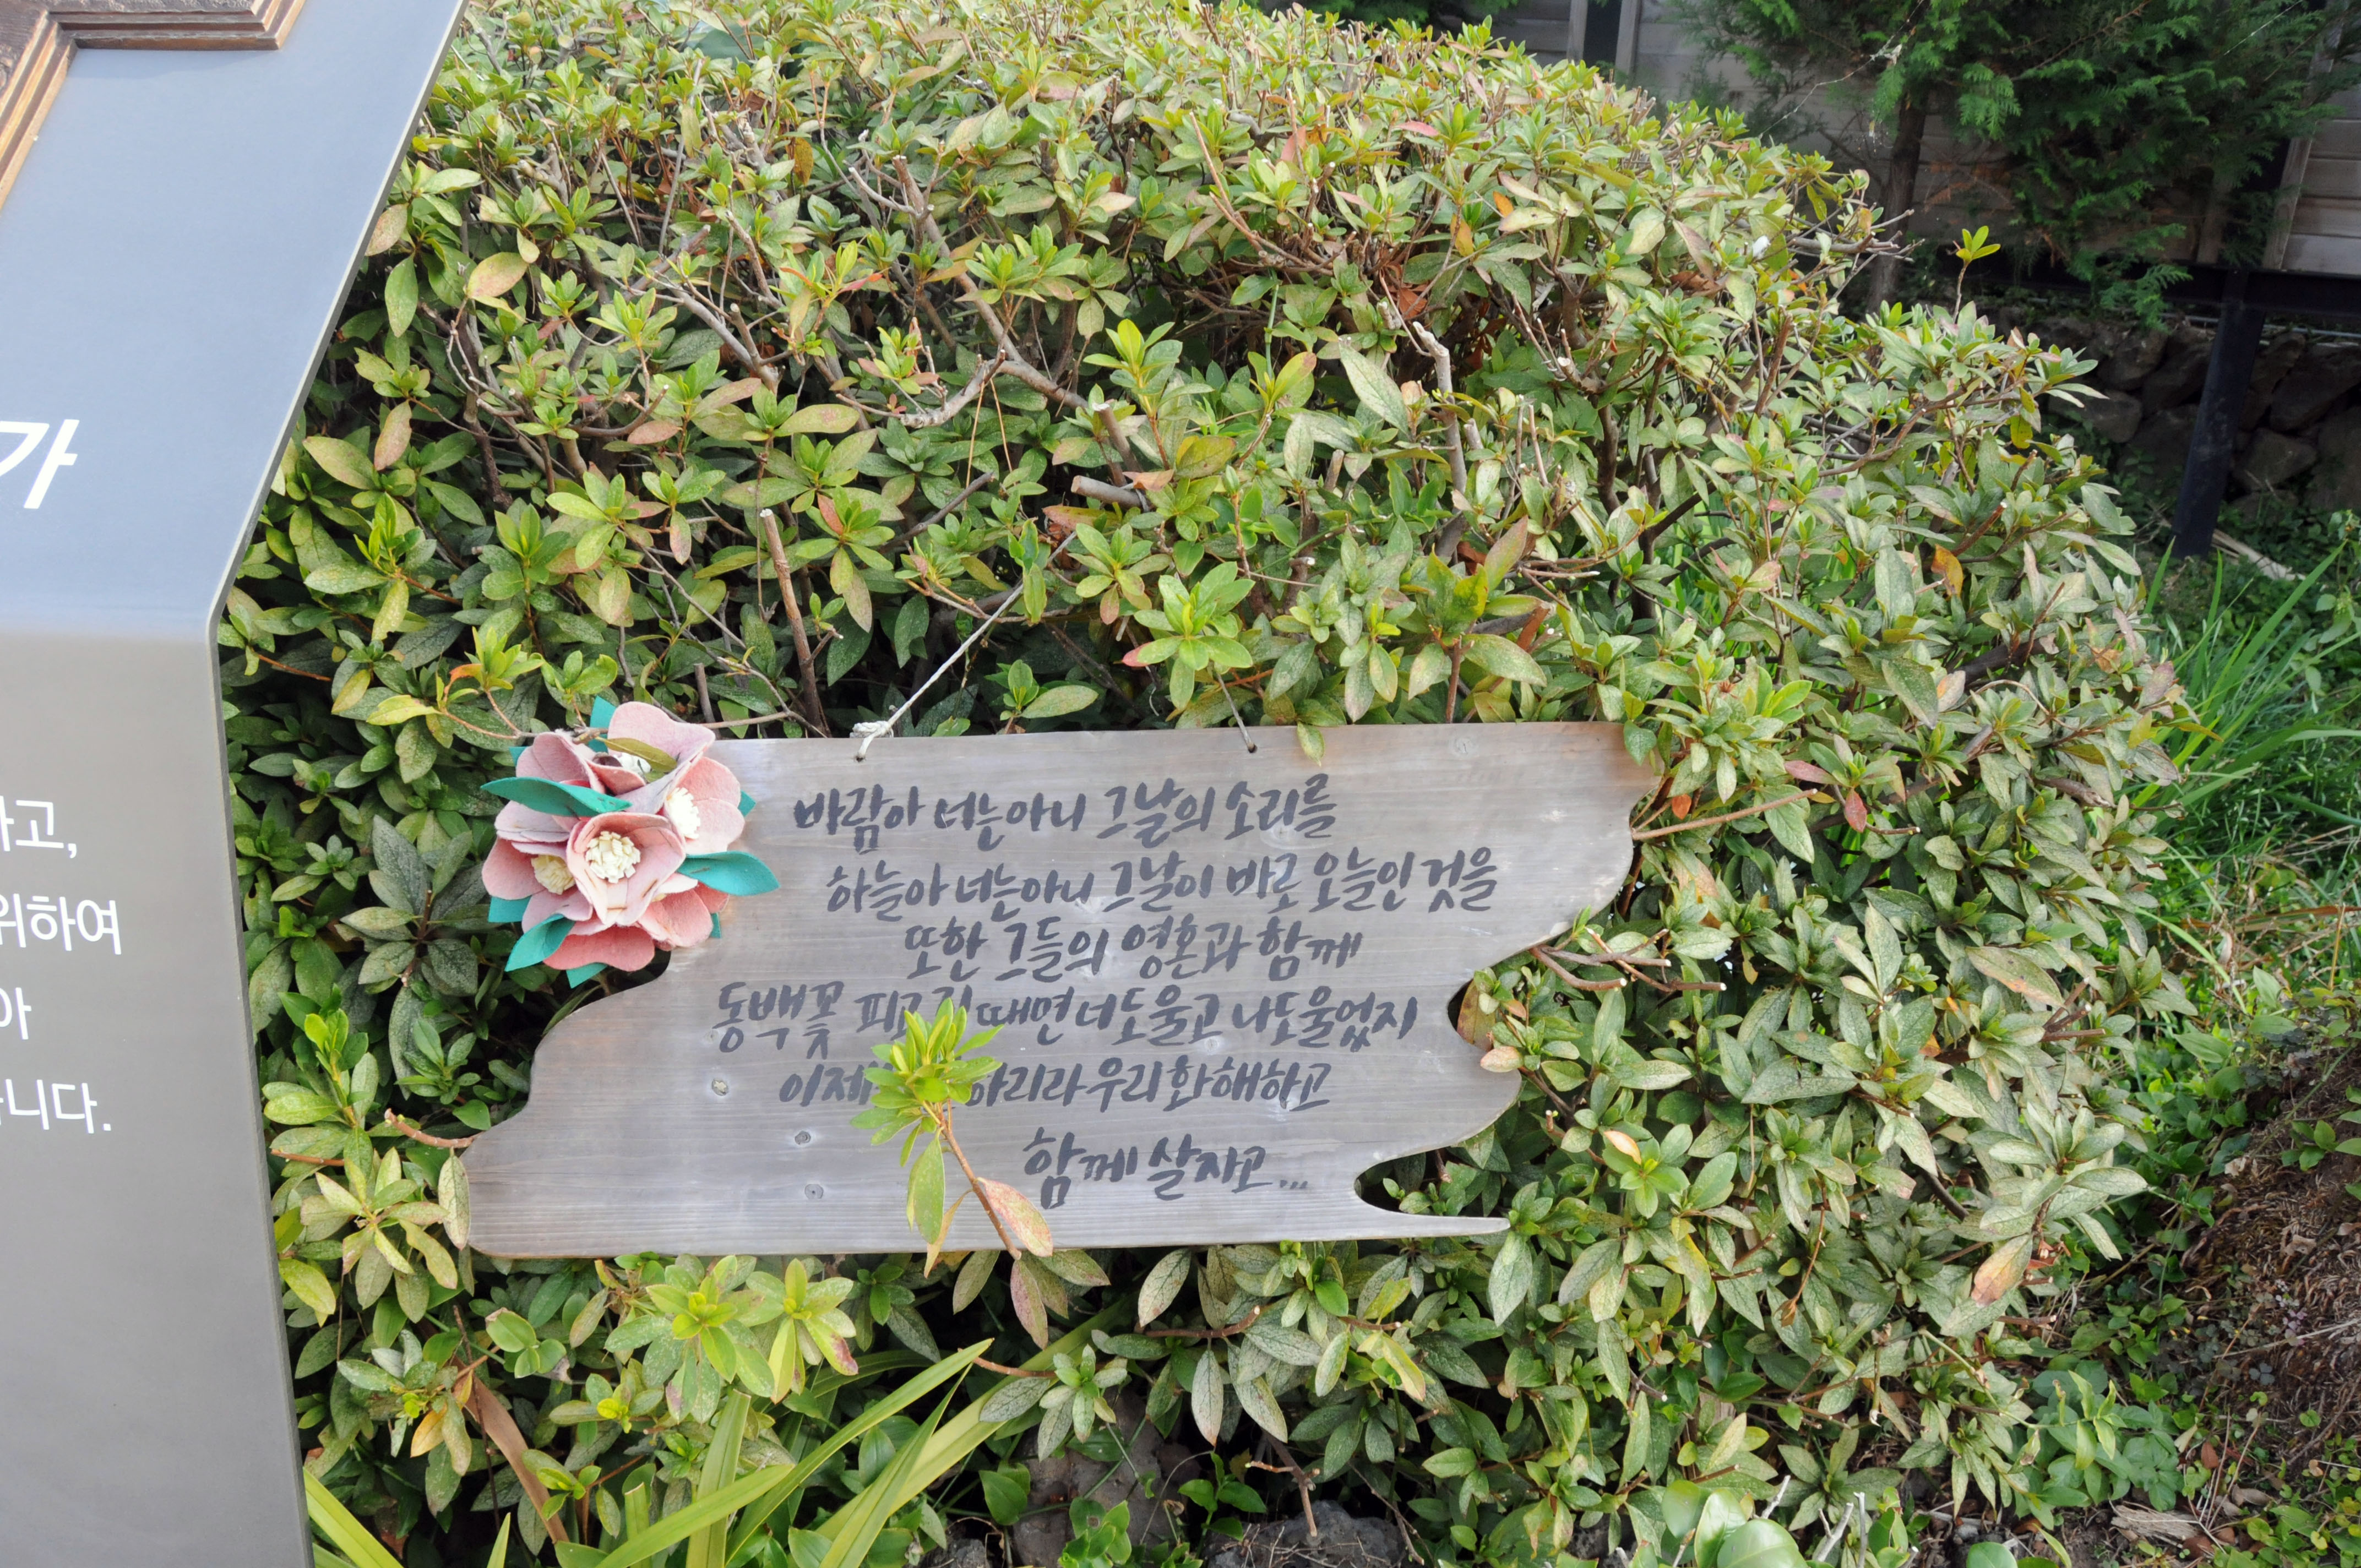 가
고,
위하여
아
니다.
바람아 너는 아니 그날의 소리를
하늘아 너는 아니 그날이 바로 오늘인 것을
또한 그들의 영혼과 함께
동백꽃 피고 질 때면 너도 울고 나도 울었지
이제 우리 화해하고
함께 살자고...